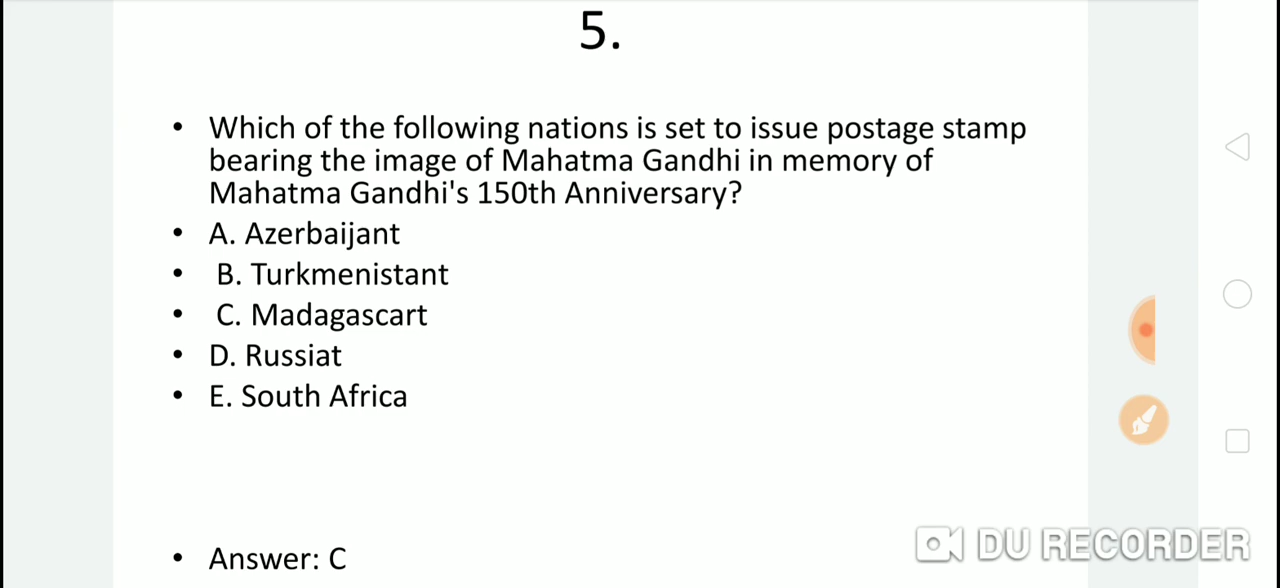 5.
• Which of the following nations is set to issue postage stamp
bearing the image of Mahatma Gandhi in memory of
Mahatma Gandhi's 150th Anniversary?
• A. Azerbaijant
• B. Turkmenistant
• C. Madagascart
• D. Russiat
• E. South Africa
• Answer: C
DU RECORDER